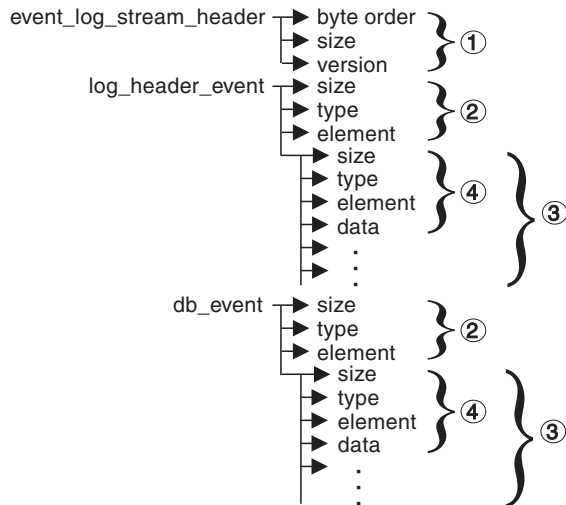 event_log_stream_header byte order
size ①
version
log_header_event size
type ②
element
size
type
element ④ ③
data
.
.
.
db_event size
type ②
element
size
type
element ④ ③
data
.
.
.